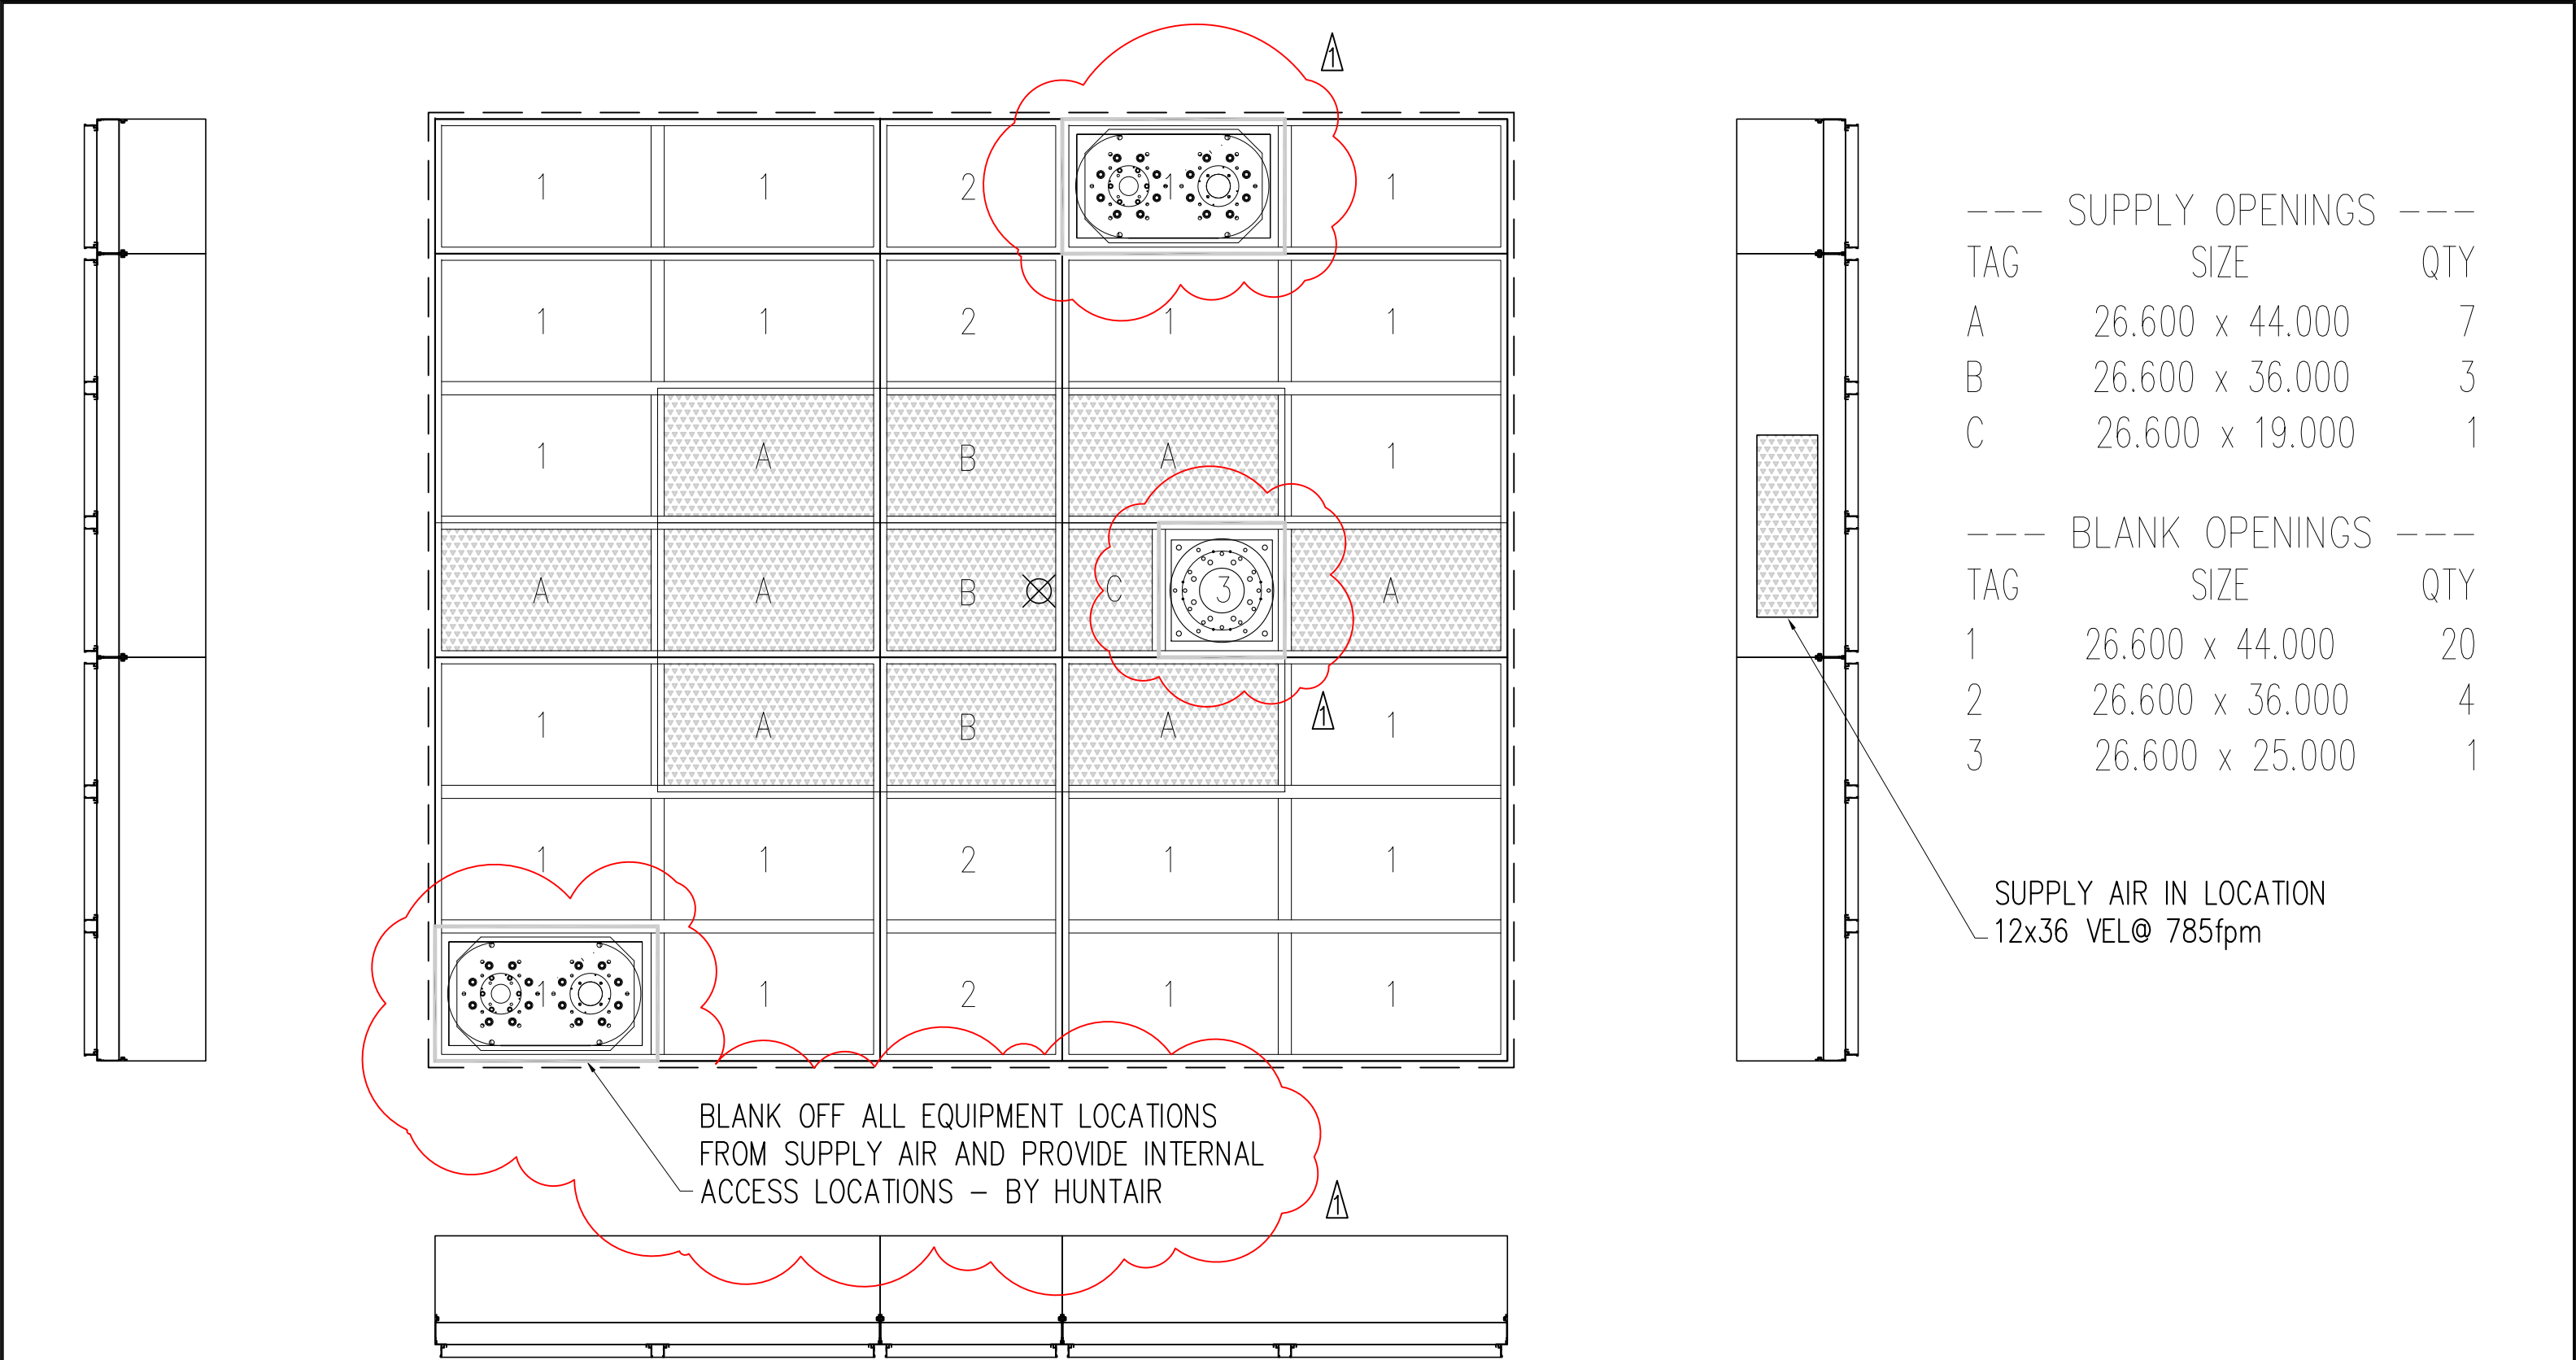 1
1 1 2 1 1
1 1 2 1 1
1 A B A 1
A A B C 3 A
1
1 A B A 1
1 1 2 1 1
1 1 2 1 1
BLANK OFF ALL EQUIPMENT LOCATIONS
FROM SUPPLY AIR AND PROVIDE INTERNAL
ACCESS LOCATIONS – BY HUNTAIR
1
--- SUPPLY OPENINGS ---
TAG SIZE QTY
A 26.600 x 44.000 7
B 26.600 x 36.000 3
C 26.600 x 19.000 1
--- BLANK OPENINGS ---
TAG SIZE QTY
1 26.600 x 44.000 20
2 26.600 x 36.000 4
3 26.600 x 25.000 1
SUPPLY AIR IN LOCATION
12x36 VEL@ 785fpm